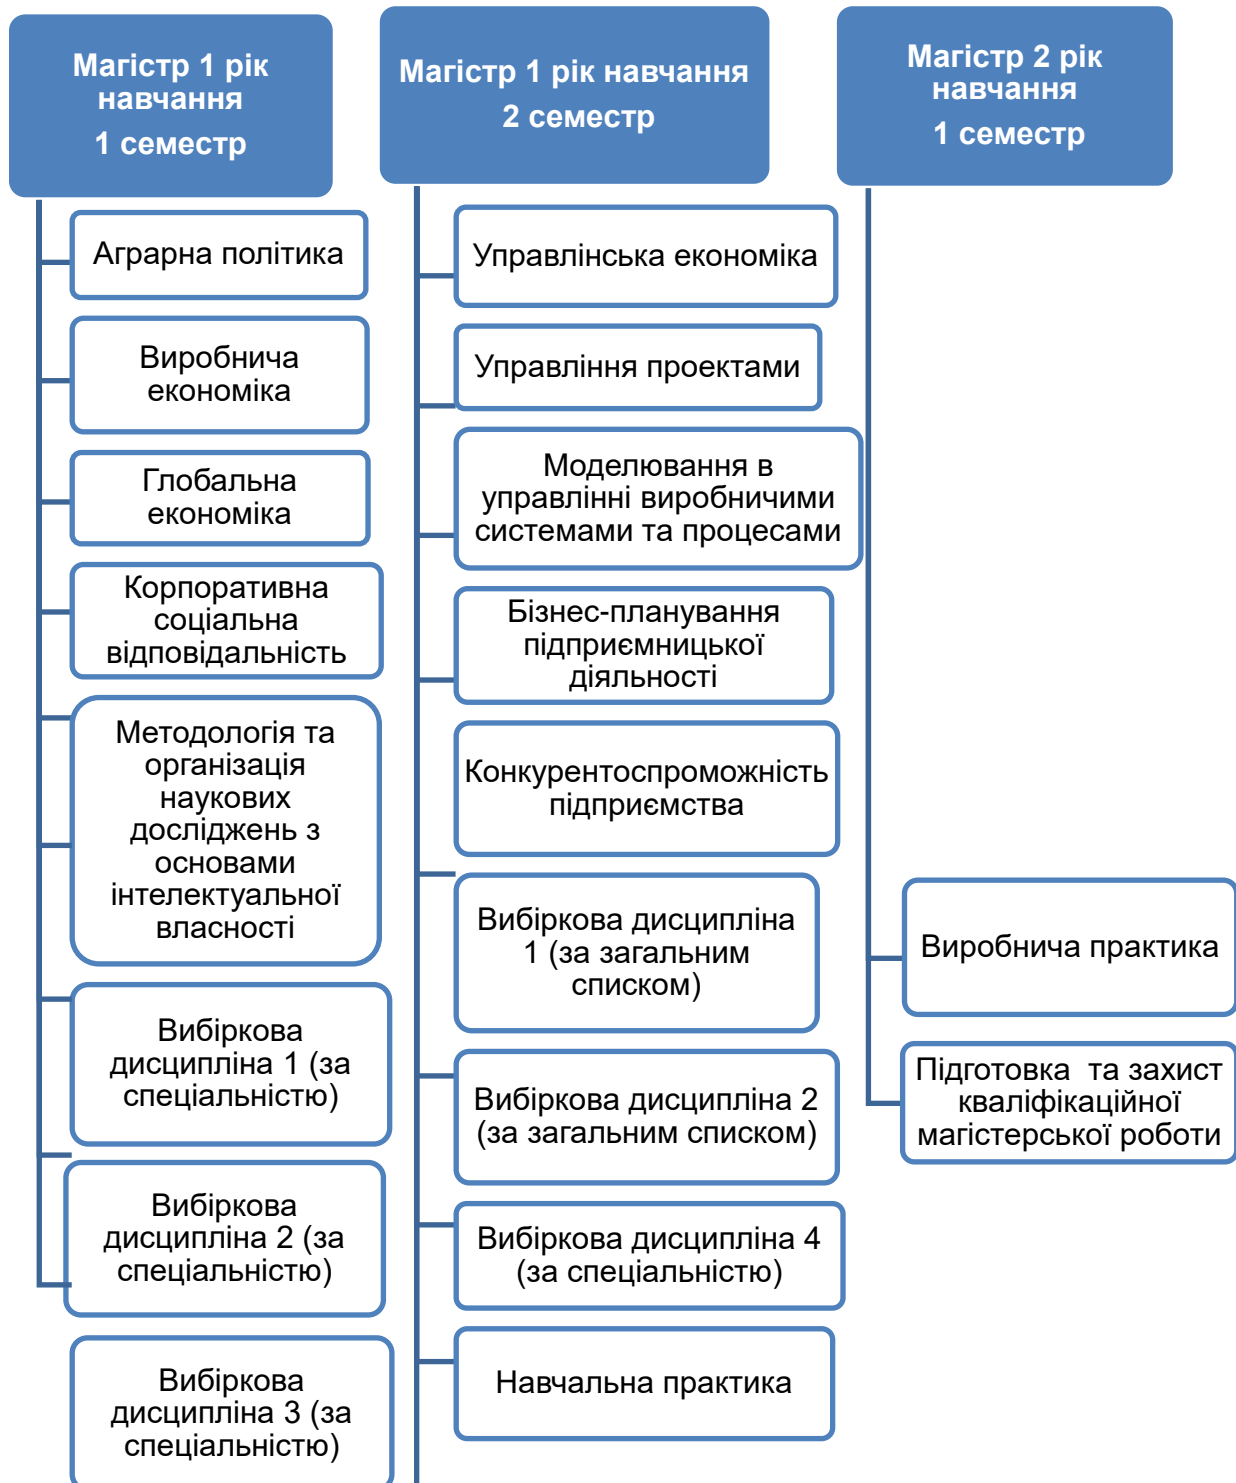 Магістр 1 рік
навчання
1 семестр
Аграрна політика
Виробнича
економіка
Глобальна
економіка
Корпоративна
соціальна
відповідальність
Методологія та
організація
наукових
досліджень з
основами
інтелектуальної
власності
Вибіркова
дисципліна 1 (за
спеціальністю)
Вибіркова
дисципліна 2 (за
спеціальністю)
Вибіркова
дисципліна 3 (за
спеціальністю)
Магістр 1 рік навчання
2 семестр
Управлінська економіка
Управління проектами
Моделювання в
управлінні виробничими
системами та процесами
Бізнес-планування
підприємницької
діяльності
Конкурентоспроможність
підприємства
Вибіркова дисципліна
1 (за загальним
списком)
Вибіркова дисципліна 2
(за загальним списком)
Вибіркова дисципліна 4
(за спеціальністю)
Навчальна практика
Магістр 2 рік
навчання
1 семестр
Виробнича практика
Підготовка  та захист
кваліфікаційної
магістерської роботи